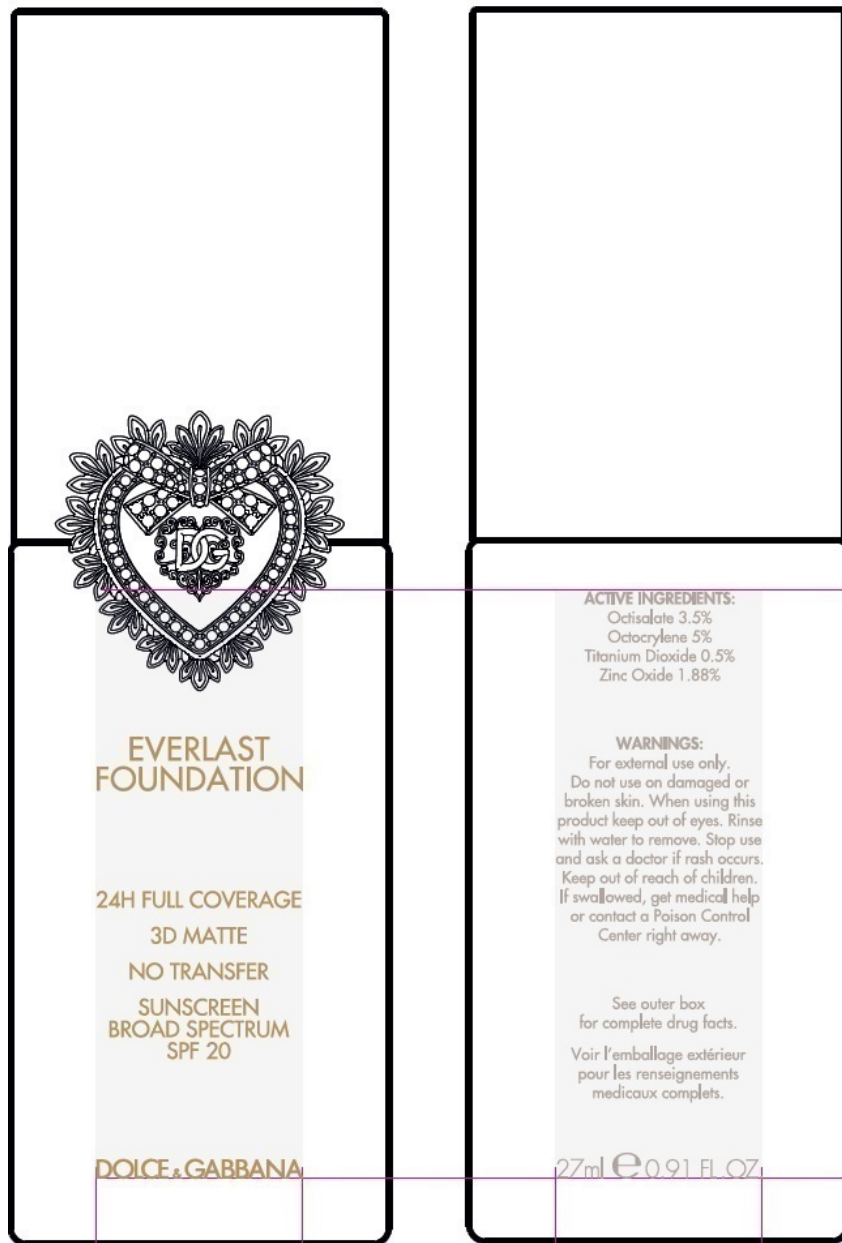 DG
EVERLAST
FOUNDATION
24H FULL COVERAGE
3D MATTE
NO TRANSFER
SUNSCREEN
BROAD SPECTRUM
SPF 20
DOLCE & GABBANA
ACTIVE INGREDIENTS:
Octisalate 3.5%
Octocrylene 5%
Titanium Dioxide 0.5%
Zinc Oxide 1.88%
WARNINGS:
For external use only.
Do not use on damaged or
broken skin. When using this
product keep out of eyes. Rinse
with water to remove. Stop use
and ask a doctor if rash occurs.
Keep out of reach of children.
If swallowed, get medical help
or contact a Poison Control
Center right away.
See outer box
for complete drug facts.
Voir l'emballage extérieur
pour les renseignements
medicaux complets.
27ml ℮ 0.91 FL.OZ.